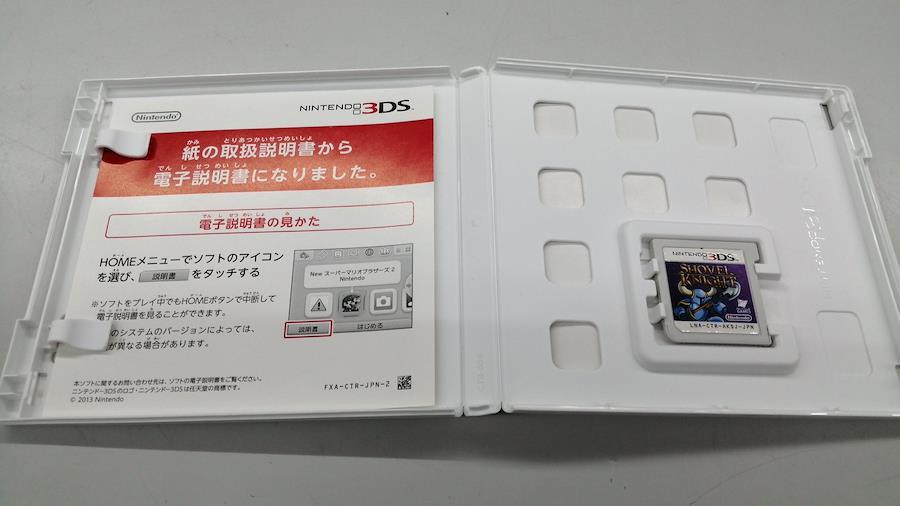 Nintendo
NINTENDO 3DS
紙の取扱説明書から
電子説明書になりました。
電子説明書の見かた
HOMEメニューでソフトのアイコン
を選び、説明書をタッチする
New スーパーマリオブラザーズ 2
Nintendo
説明書 はじめる
※ソフトをプレイ中でもHOMEボタンで中断して
電子説明書を見ることができます。
のシステムのバージョンによっては、
が異なる場合があります。
本ソフトに関するお問い合わせ先は、ソフトの電子説明書をご覧ください。
ニンテンドー3DSのロゴ・ニンテンドー3DSは任天堂の商標です。
© 2013 Nintendo
FXA-CTR-JPN-2
NINTENDO 3DS
SHOVEL
KNIGHT
GAMES
Nintendo
LNA-CTR-AKSJ-JPN